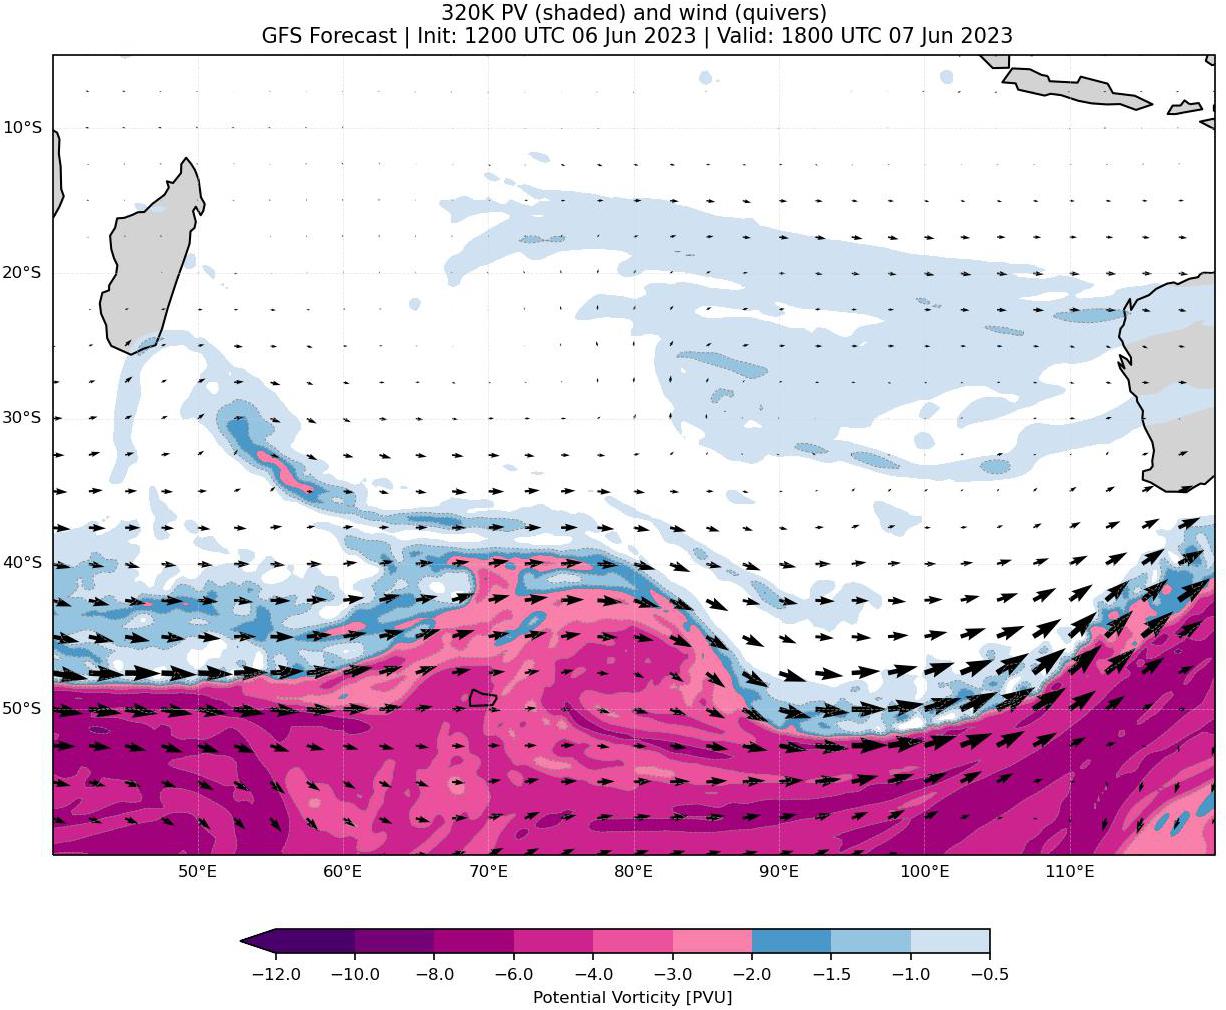 320K PV (shaded) and wind (quivers)
GFS Forecast | Init: 1200 UTC 06 Jun 2023 | Valid: 1800 UTC 07 Jun 2023
10°S
20°S
30°S
40°S
50°S
50°E 60°E 70°E 80°E 90°E 100°E 110°E
−12.0 −10.0 −8.0 −6.0 −4.0 −3.0 −2.0 −1.5 −1.0 −0.5
Potential Vorticity [PVU]